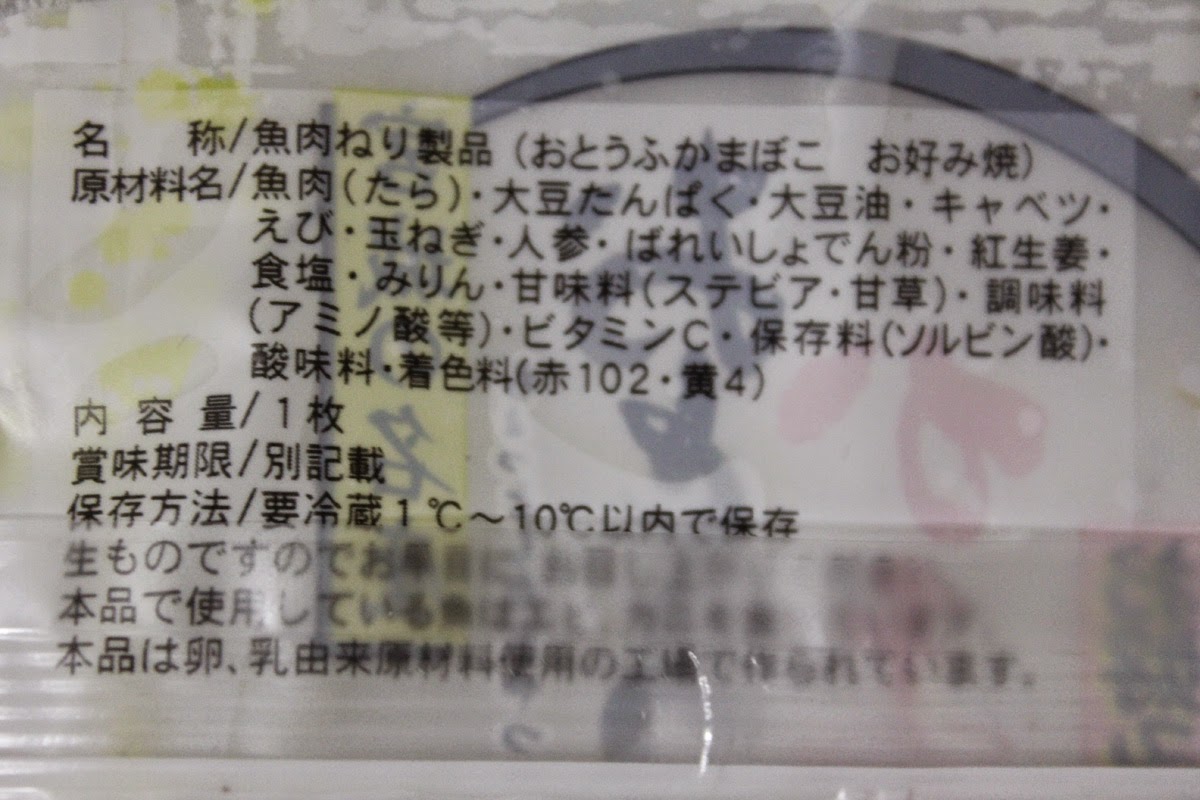 名称/魚肉ねり製品(おとうふかまぼこ　お好み焼)
原材料名/魚肉(たら)・大豆たんぱく・大豆油・キャベツ・
えび・玉ねぎ・人参・ばれいしょでん粉・紅生姜・
食塩・みりん・甘味料(ステビア・甘草)・調味料
(アミノ酸等)・ビタミンC・保存料(ソルビン酸)・
酸味料・着色料(赤102・黄4)
内容量/1枚
賞味期限/別記載
保存方法/要冷蔵1℃～10℃以内で保存
生ものですのでお早
本品で使用している魚は
本品は卵、乳由来原材料使用の工場で作られています。